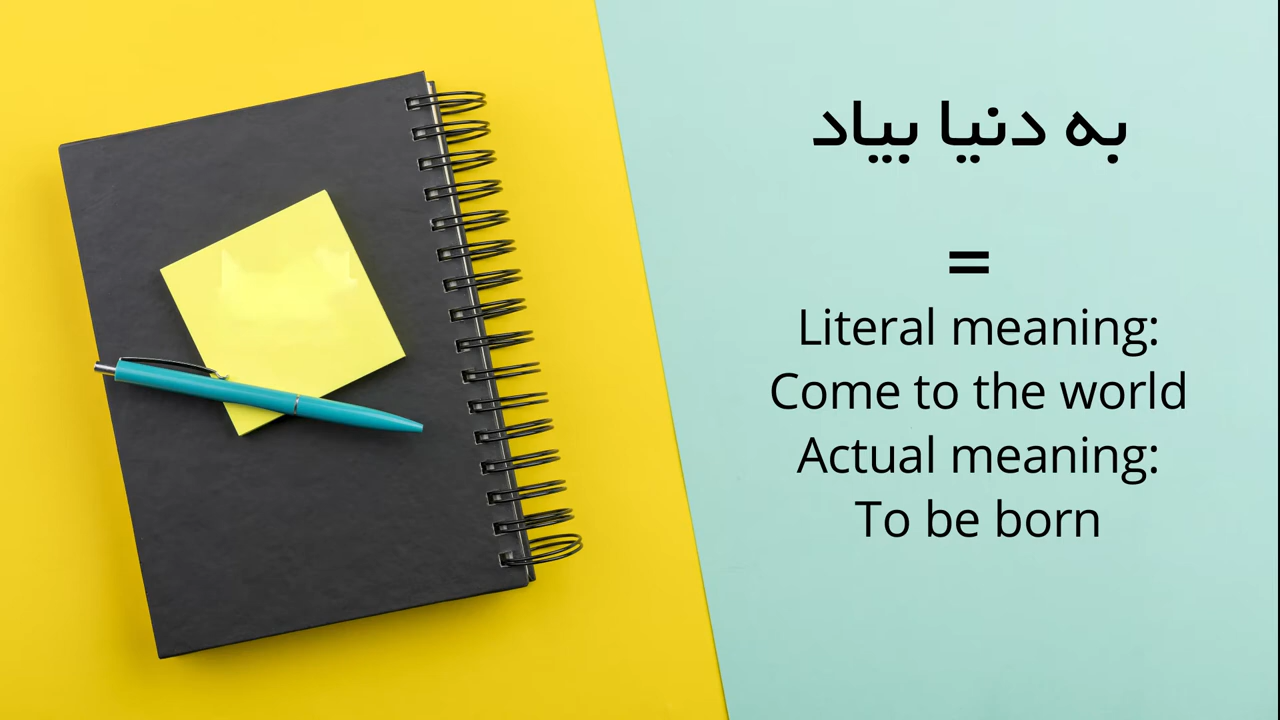 به دنیا بیاد
=
Literal meaning:
Come to the world
Actual meaning:
To be born